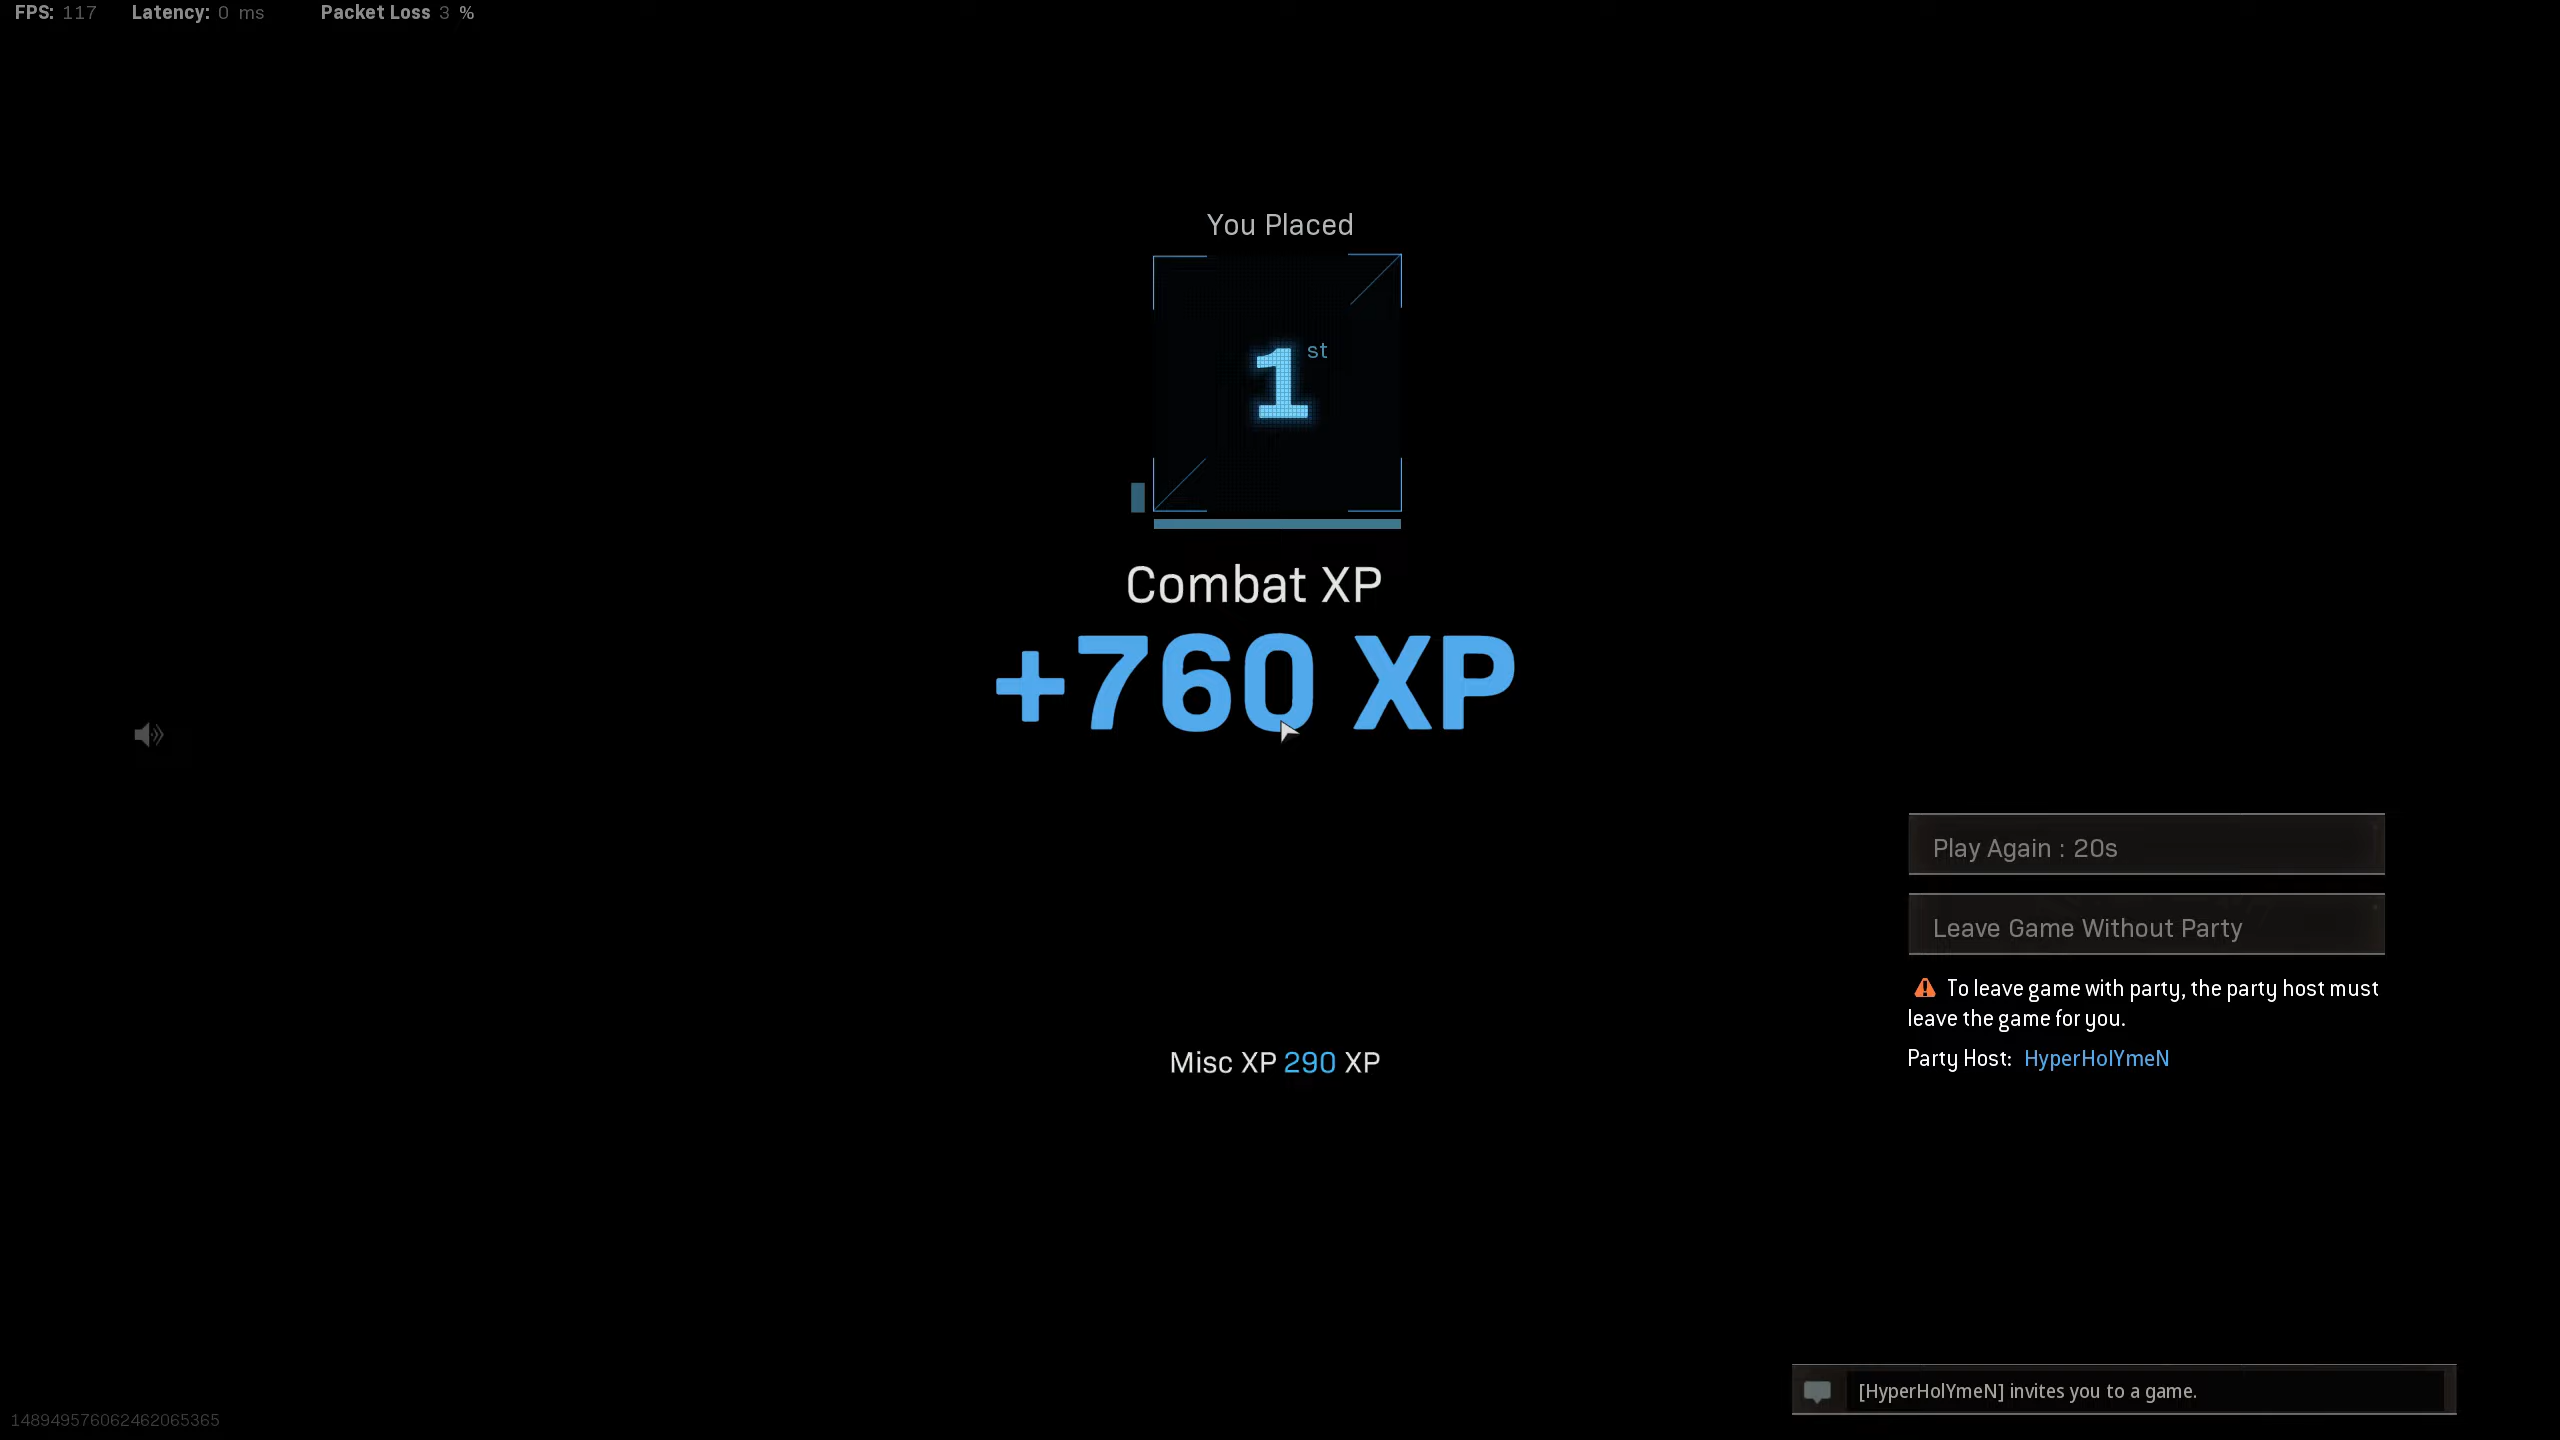 FPS: 117 Latency: 0 ms Packet Loss 3 %
You Placed
1st
Combat XP
+760 XP
Play Again : 20s
Leave Game Without Party
To leave game with party, the party host must
leave the game for you.
Party Host: HyperHolYmeN
Misc XP 290 XP
[HyperHolYmeN] invites you to a game.
148949576062462065365